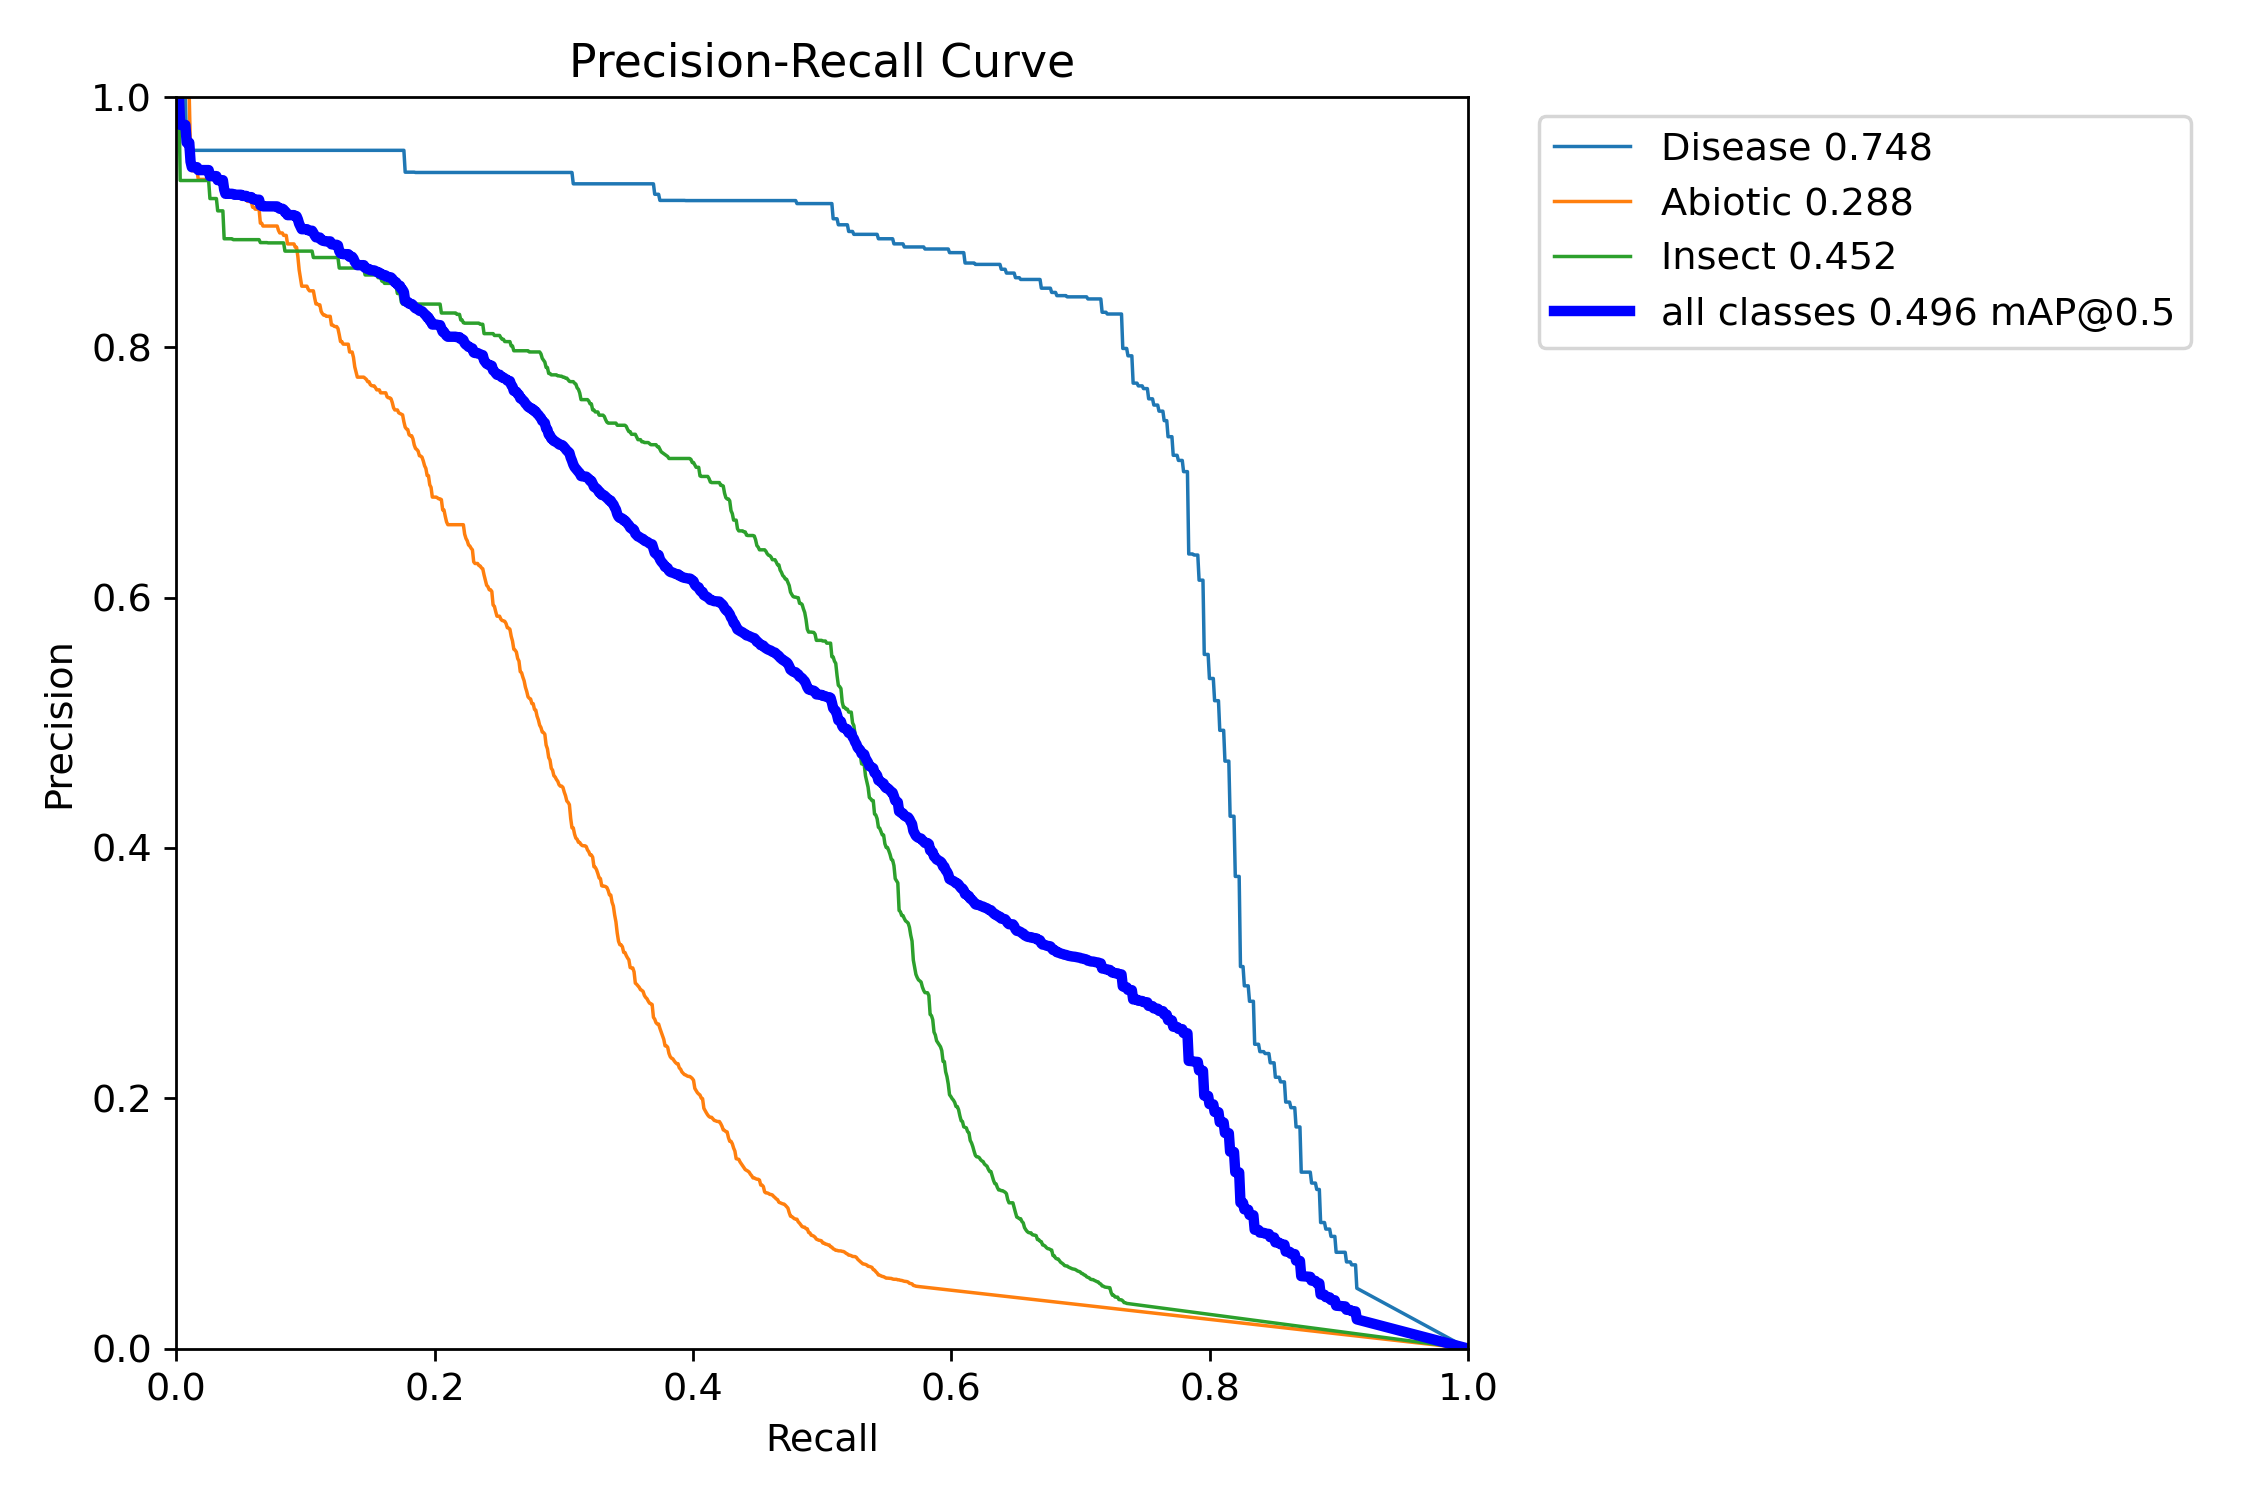 Precision-Recall Curve
1.0
0.8
0.6
0.4
0.2
0.0
Precision
0.0 0.2 0.4 0.6 0.8 1.0
Recall
Disease 0.748
Abiotic 0.288
Insect 0.452
all classes 0.496 mAP@0.5